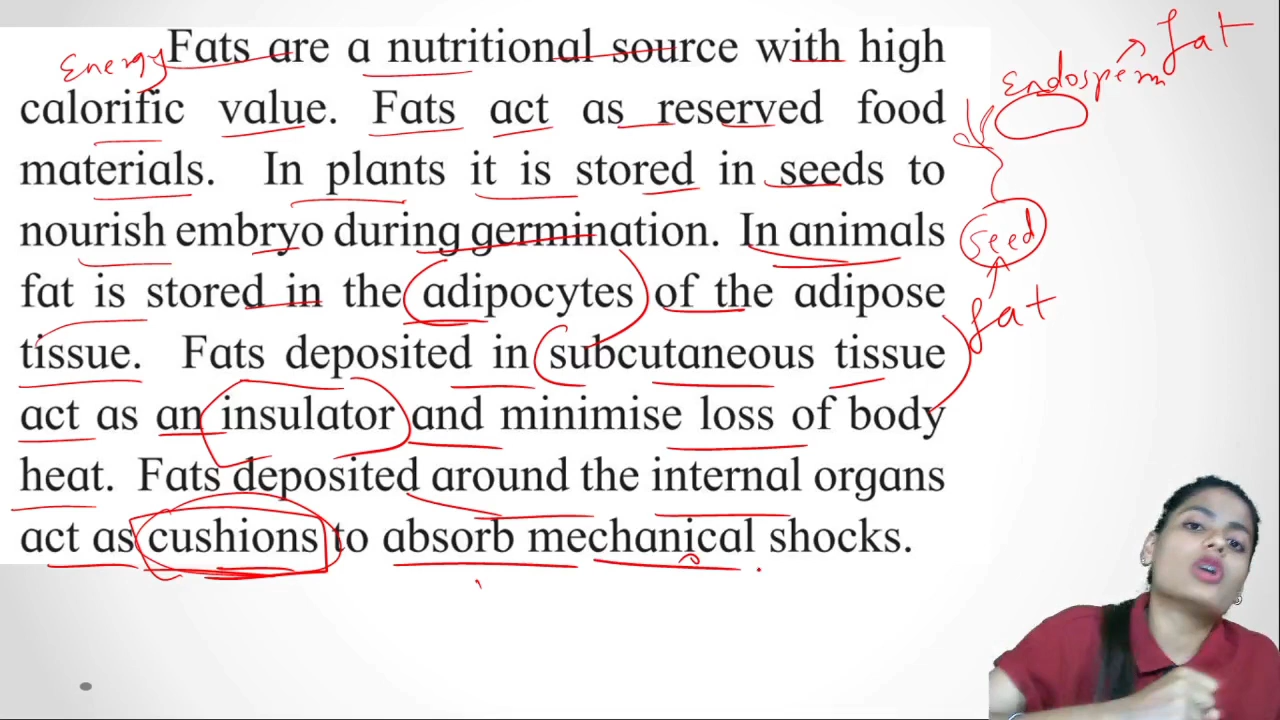 Fats are a nutritional source with high
calorific value. Fats act as reserved food
materials. In plants it is stored in seeds to
nourish embryo during germination. In animals
fat is stored in the adipocytes of the adipose
tissue. Fats deposited in subcutaneous tissue
act as an insulator and minimise loss of body
heat. Fats deposited around the internal organs
act as cushions to absorb mechanical shocks.
Energy
fat
Endosperm
seed
fat